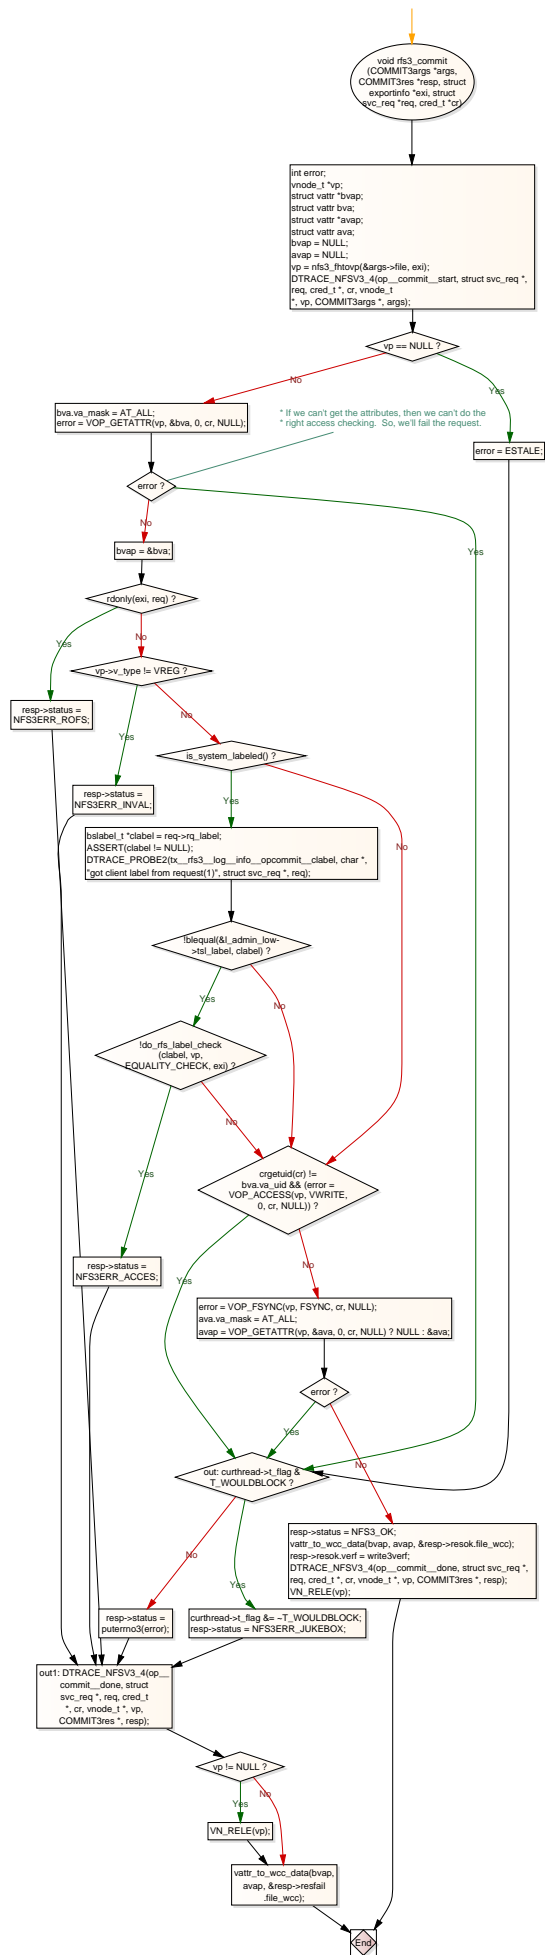 void rfs3_commit
(COMMIT3args *args,
COMMIT3res *resp, struct
exportinfo *exi, struct
svc_req *req, cred_t *cr)
int error;
vnode_t *vp;
struct vattr *bvap;
struct vattr bva;
struct vattr *avap;
struct vattr ava;
bvap = NULL;
avap = NULL;
vp = nfs3_fhtovp(&args->file, exi);
DTRACE_NFSV3_4(op__commit__start, struct svc_req *,
req, cred_t *, cr, vnode_t
*, vp, COMMIT3args *, args);
vp == NULL ?
No
Yes
bva.va_mask = AT_ALL;
error = VOP_GETATTR(vp, &bva, 0, cr, NULL);
* If we can't get the attributes, then we can't do the
* right access checking.  So, we'll fail the request.
error = ESTALE;
error ?
No
Yes
bvap = &bva;
rdonly(exi, req) ?
Yes
No
vp->v_type != VREG ?
resp->status =
NFS3ERR_ROFS;
No
Yes
is_system_labeled() ?
resp->status =
NFS3ERR_INVAL;
Yes
No
bslabel_t *clabel = req->rq_label;
ASSERT(clabel != NULL);
DTRACE_PROBE2(tx__rfs3__log__info__opcommit__clabel, char *,
"got client label from request(1)", struct svc_req *, req);
!blequal(&l_admin_low-
>tsl_label, clabel) ?
Yes
No
!do_rfs_label_check
(clabel, vp,
EQUALITY_CHECK, exi) ?
No
Yes
crgetuid(cr) !=
bva.va_uid && (error =
VOP_ACCESS(vp, VWRITE,
0, cr, NULL)) ?
resp->status =
NFS3ERR_ACCES;
No
Yes
error = VOP_FSYNC(vp, FSYNC, cr, NULL);
ava.va_mask = AT_ALL;
avap = VOP_GETATTR(vp, &ava, 0, cr, NULL) ? NULL : &ava;
error ?
Yes
No
out: curthread->t_flag &
T_WOULDBLOCK ?
resp->status = NFS3_OK;
vattr_to_wcc_data(bvap, avap, &resp->resok.file_wcc);
resp->resok.verf = write3verf;
DTRACE_NFSV3_4(op__commit__done, struct svc_req *,
req, cred_t *, cr, vnode_t *, vp, COMMIT3res *, resp);
VN_RELE(vp);
No
Yes
resp->status =
puterrno3(error);
curthread->t_flag &= ~T_WOULDBLOCK;
resp->status = NFS3ERR_JUKEBOX;
out1: DTRACE_NFSV3_4(op__
commit__done, struct
svc_req *, req, cred_t
*, cr, vnode_t *, vp,
COMMIT3res *, resp);
vp != NULL ?
Yes
No
VN_RELE(vp);
vattr_to_wcc_data(bvap,
avap, &resp->resfail
.file_wcc);
End